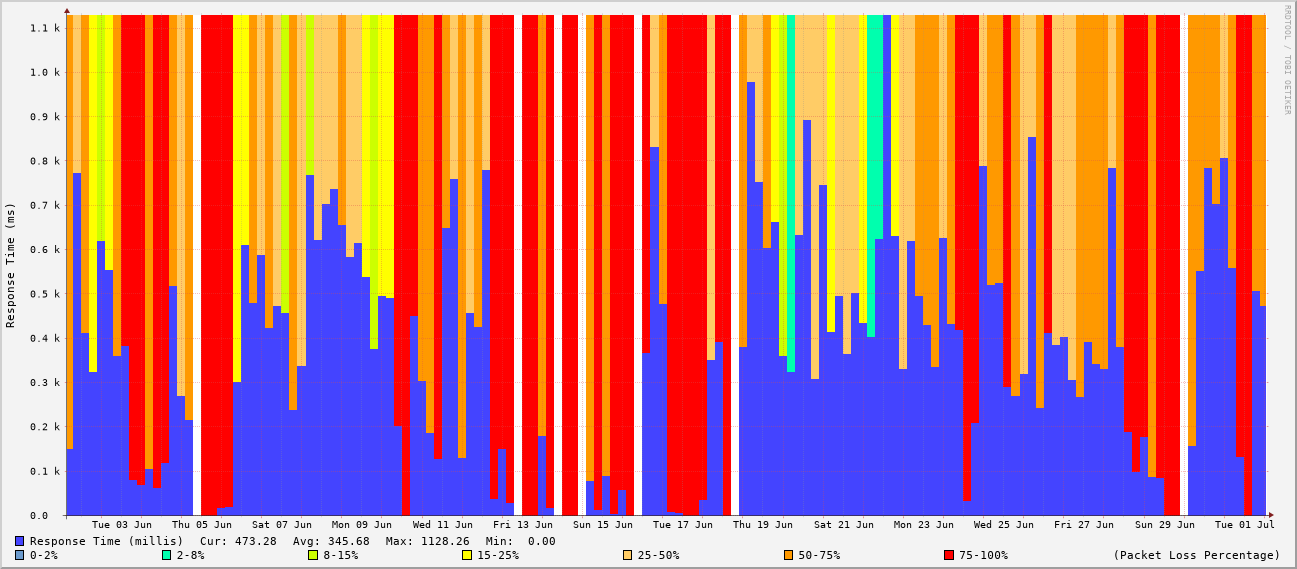 RRDTOOL / TOBI OETIKER
Response Time (ms)
1.1 k
1.0 k
0.9 k
0.8 k
0.7 k
0.6 k
0.5 k
0.4 k
0.3 k
0.2 k
0.1 k
0.0
Tue 03 Jun Thu 05 Jun Sat 07 Jun Mon 09 Jun Wed 11 Jun Fri 13 Jun Sun 15 Jun Tue 17 Jun Thu 19 Jun Sat 21 Jun Mon 23 Jun Wed 25 Jun Fri 27 Jun Sun 29 Jun Tue 01 Jul
Response Time (millis) Cur: 473.28 Avg: 345.68 Max: 1128.26 Min: 0.00
0-2% 2-8% 8-15% 15-25% 25-50% 50-75% 75-100% (Packet Loss Percentage)